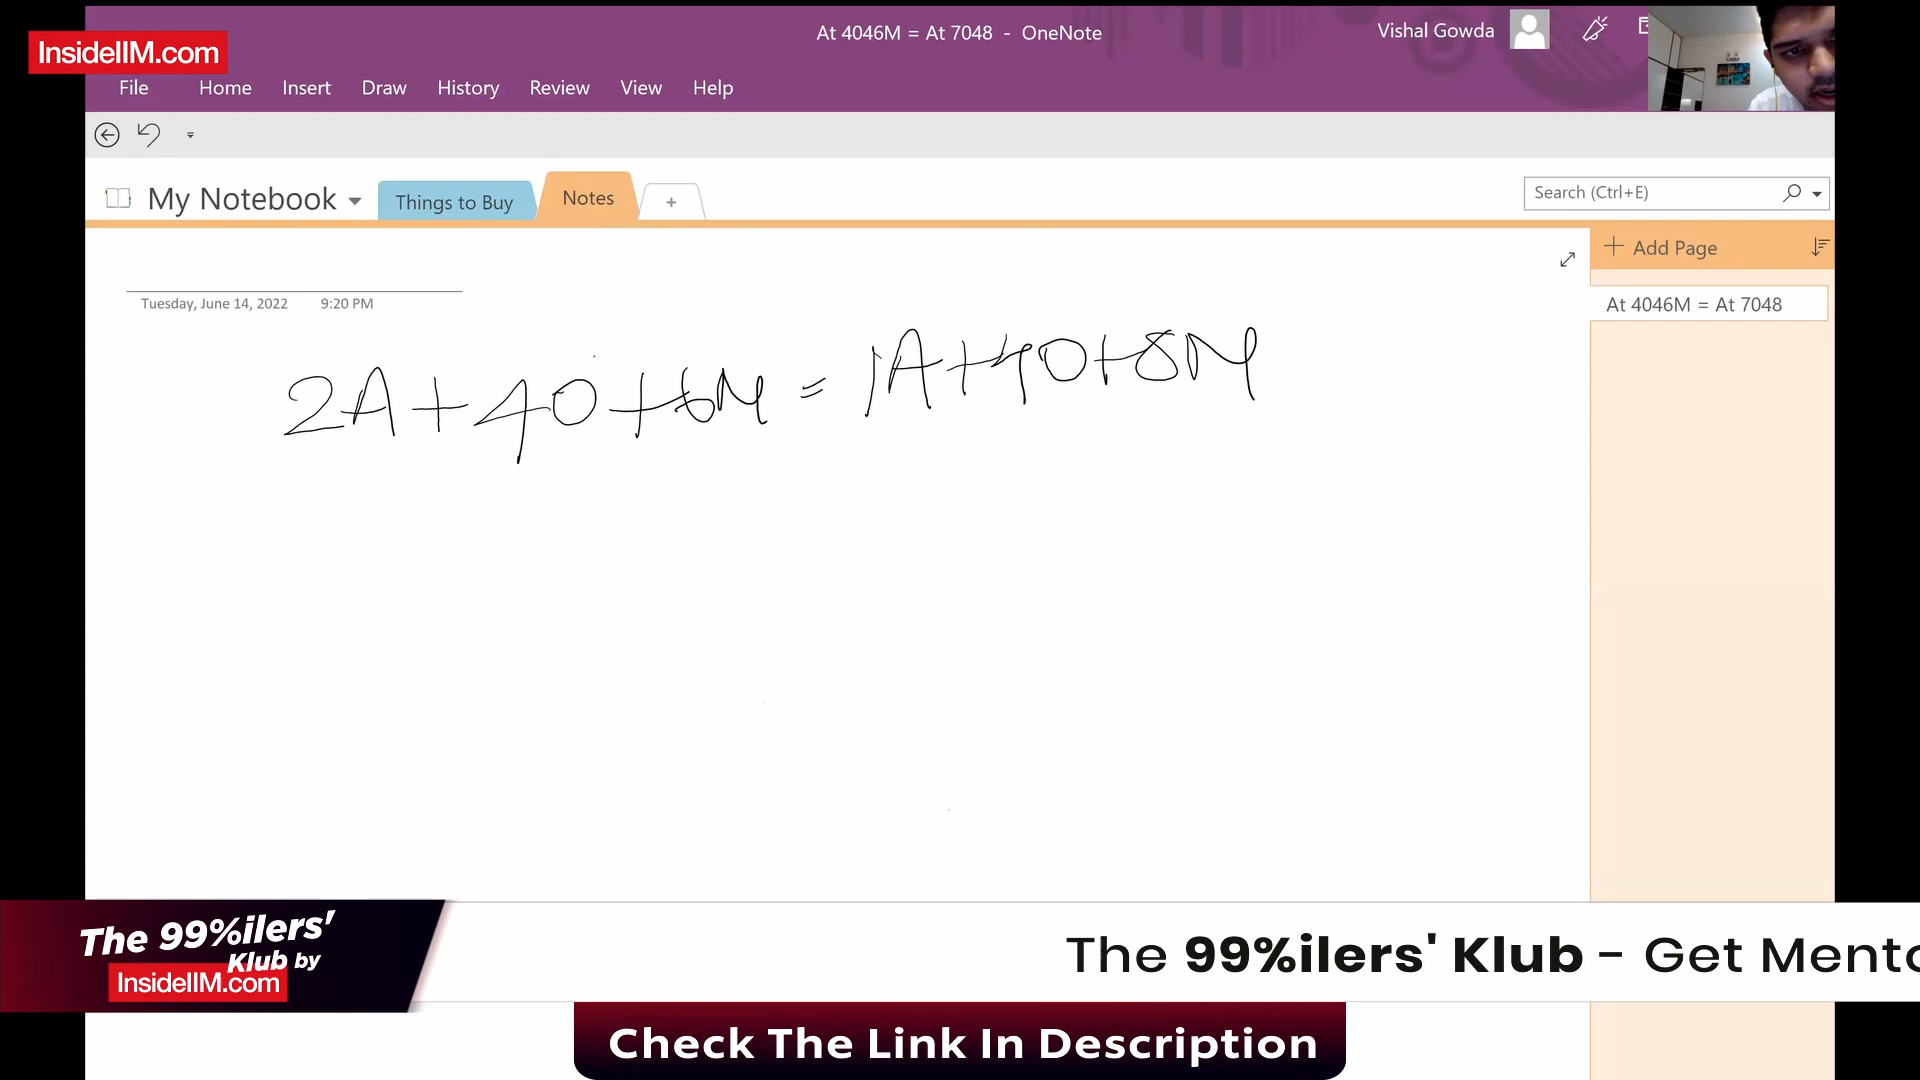 InsideIIM.com
At 4046M = At 7048 - OneNote
Vishal Gowda
File Home Insert Draw History Review View Help
My Notebook
Things to Buy
Notes
+
Search (Ctrl+E)
+ Add Page
At 4046M = At 7048
Tuesday, June 14, 2022 9:20 PM
2A+40+6M = 1A+40+8M
The 99%ilers'
Klub by
InsideIIM.com
The 99%ilers' Klub – Get Mento
Check The Link In Description